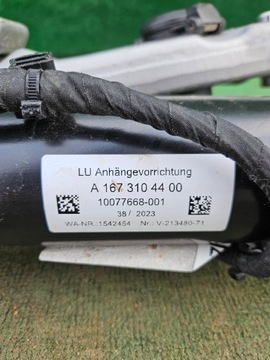 LU Anhängevorrichtung
A 167 310 44 00
10077668-001
38 / 2023
WA-NR.:1542454 Nr.: V-213480-71